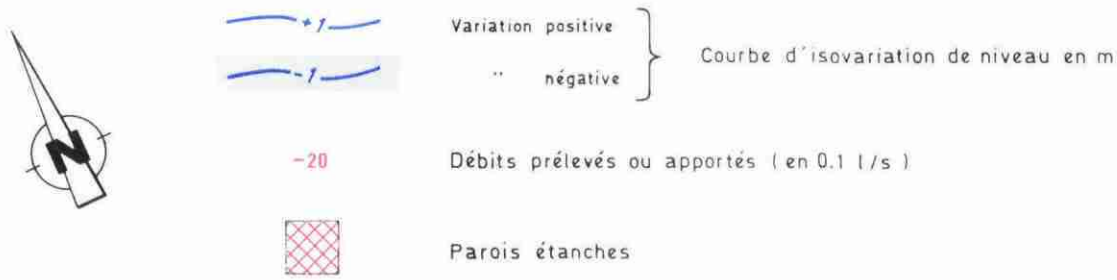 +1 Variation positive
-1 " négative
Courbe d'isovariation de niveau en m
N
-20 Débits prélevés ou apportés ( en 0.1 l/s )
Parois étanches